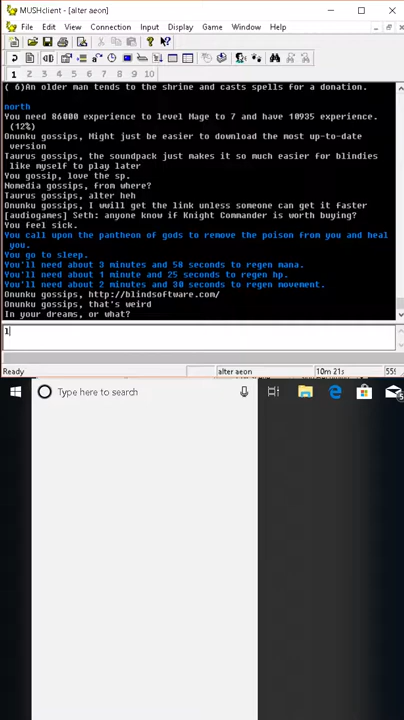 MUSHclient - [alter aeon]
File Edit View Connection Input Display Game Window Help
1 2 3 4 5 6 7 8 9 10
( 6)An older man tends to the shrine and casts spells for a donation.
north
You need 86000 experience to level Mage to 7 and have 10935 experience.
(12%)
Onunku gossips, Might just be easier to download the most up-to-date
version
Taurus gossips, the soundpack just makes it so much easier for blindies
like myself to play later
You gossip, love the sp.
Nomedia gossips, from where?
Taurus gossips, alter heh
Onunku gossips, I wwill get the link unless someone can get it faster
[audiogames] Seth: anyone know if Knight Commander is worth buying?
You feel sick.
You call upon the pantheon of gods to remove the poison from you and heal
you.
You go to sleep.
You'll need about 3 minutes and 58 seconds to regen mana.
You'll need about 1 minute and 25 seconds to regen hp.
You'll need about 2 minutes and 30 seconds to regen movement.
Onunku gossips, http://blindsoftware.com/
Onunku gossips, that's weird
In your dreams, or what?
l
Ready alter aeon 10m 21s
Type here to search